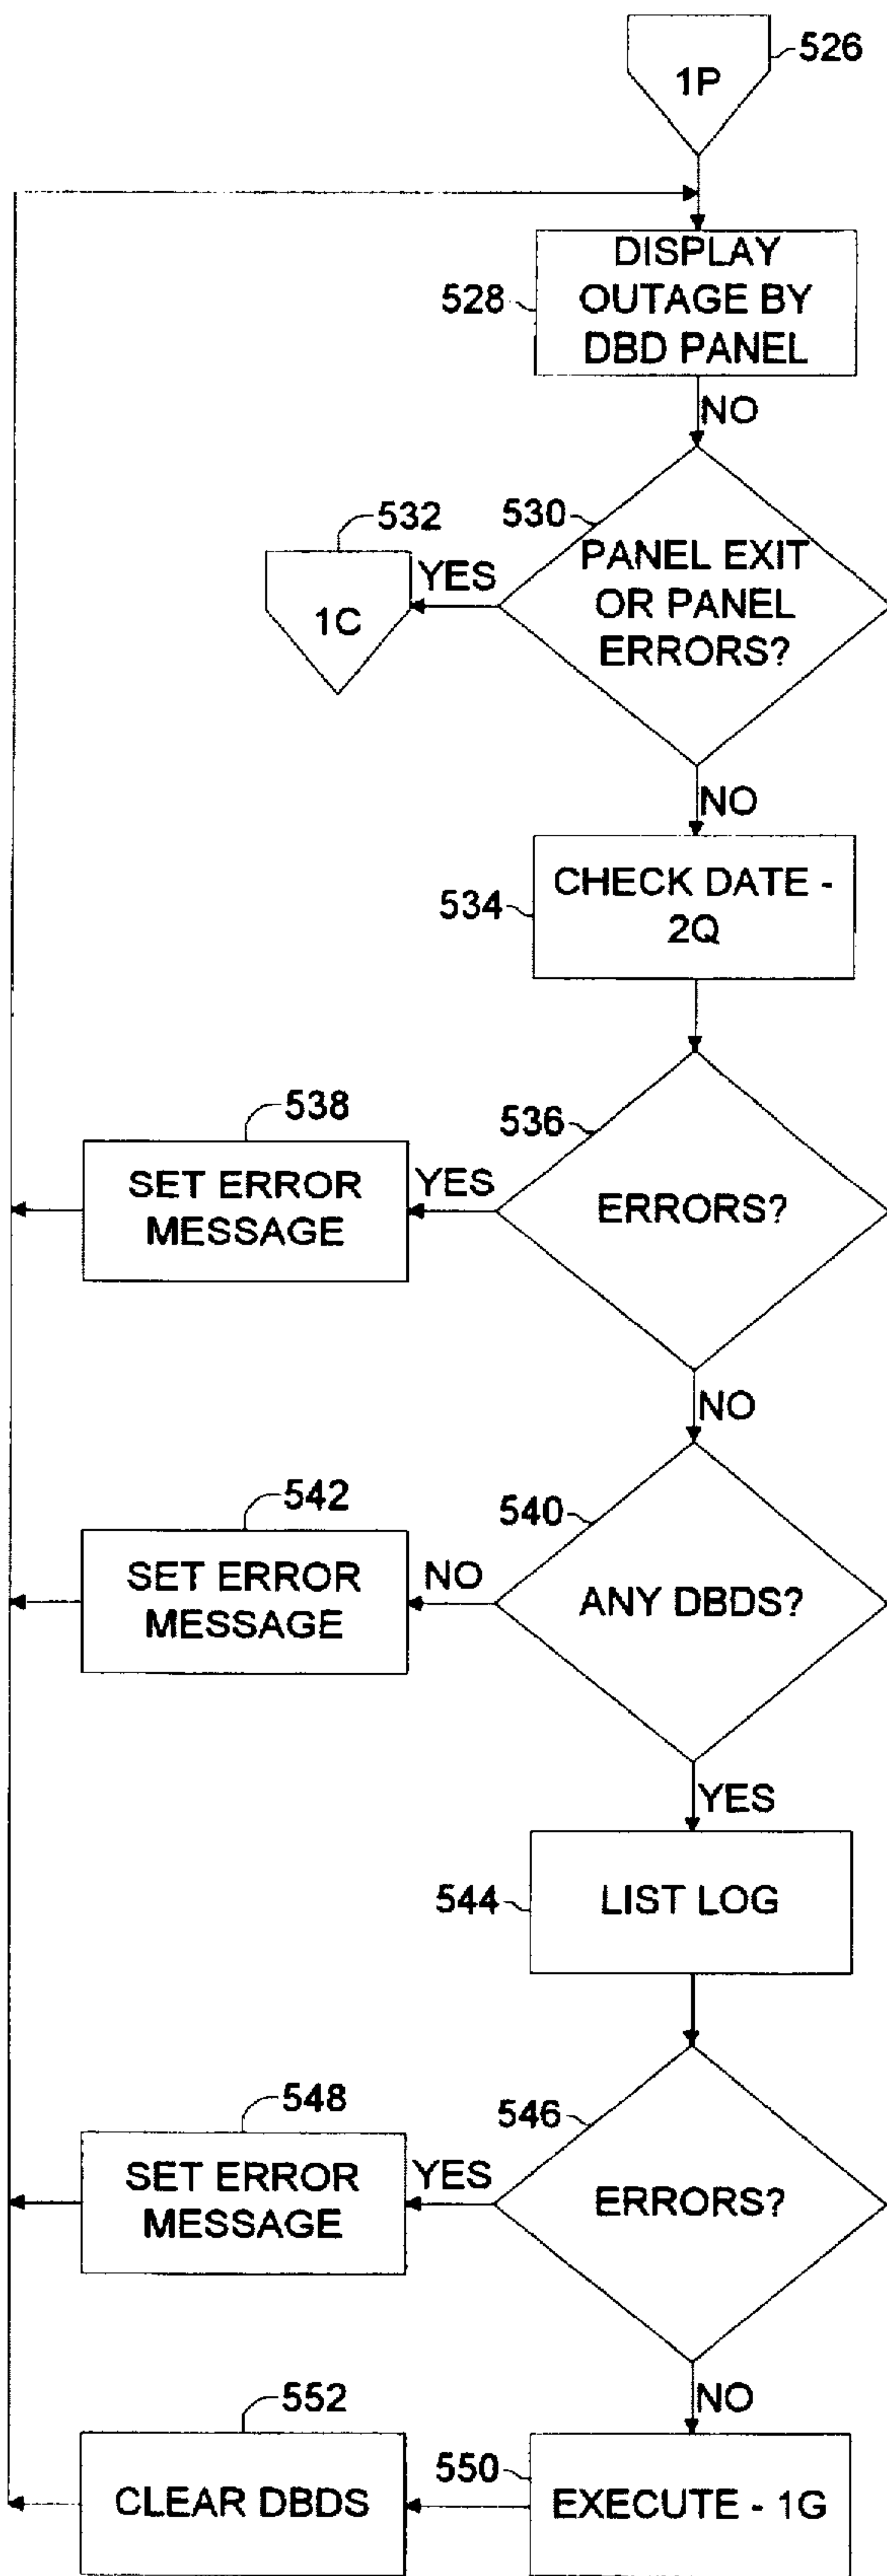 526
1P
528
DISPLAY
OUTAGE BY
DBD PANEL
NO
532
530
1C
YES
PANEL EXIT
OR PANEL
ERRORS?
NO
534
CHECK DATE -
2Q
538
536
SET ERROR
MESSAGE
YES
ERRORS?
NO
542
540
SET ERROR
MESSAGE
NO
ANY DBDS?
YES
544
LIST LOG
548
546
SET ERROR
MESSAGE
YES
ERRORS?
NO
552
550
CLEAR DBDS
EXECUTE - 1G